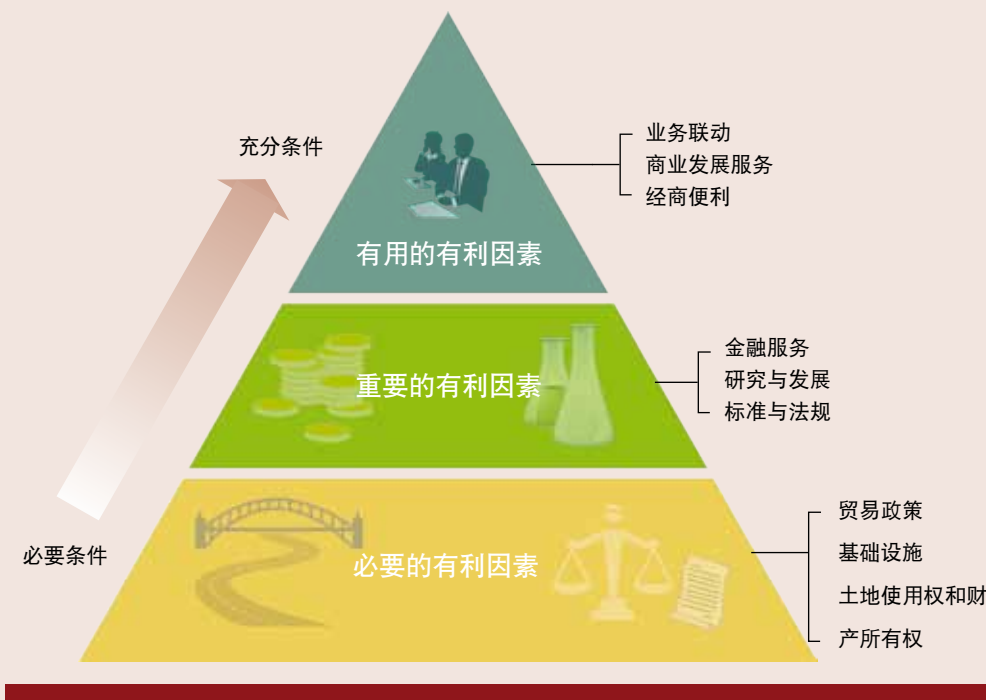 充分条件
业务联动
商业发展服务
经商便利
有用的有利因素
金融服务
研究与发展
标准与法规
重要的有利因素
贸易政策
基础设施
土地使用权和财
产所有权
必要条件
必要的有利因素